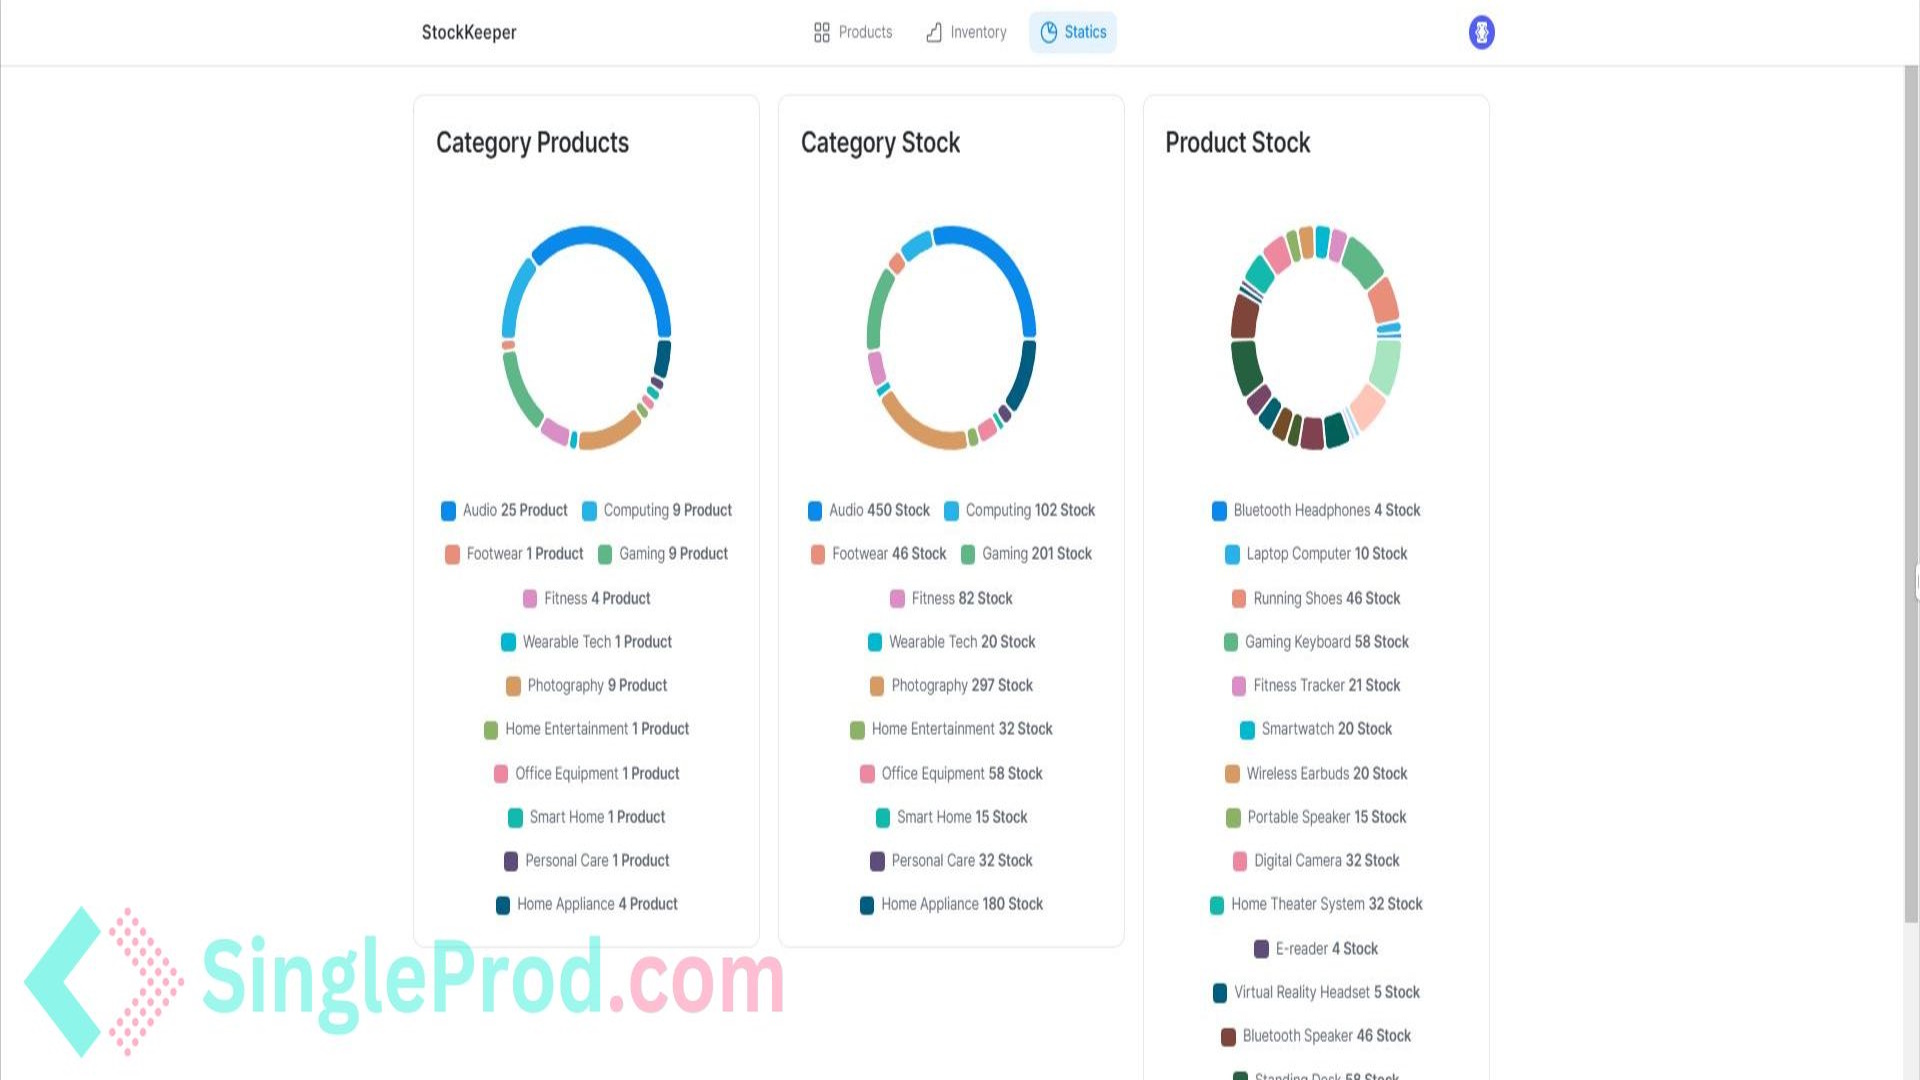 StockKeeper
Products
Inventory
Statics
Category Products
Audio 25 Product
Computing 9 Product
Footwear 1 Product
Gaming 9 Product
Fitness 4 Product
Wearable Tech 1 Product
Photography 9 Product
Home Entertainment 1 Product
Office Equipment 1 Product
Smart Home 1 Product
Personal Care 1 Product
Home Appliance 4 Product
Category Stock
Audio 450 Stock
Computing 102 Stock
Footwear 46 Stock
Gaming 201 Stock
Fitness 82 Stock
Wearable Tech 20 Stock
Photography 297 Stock
Home Entertainment 32 Stock
Office Equipment 58 Stock
Smart Home 15 Stock
Personal Care 32 Stock
Home Appliance 180 Stock
Product Stock
Bluetooth Headphones 4 Stock
Laptop Computer 10 Stock
Running Shoes 46 Stock
Gaming Keyboard 58 Stock
Fitness Tracker 21 Stock
Smartwatch 20 Stock
Wireless Earbuds 20 Stock
Portable Speaker 15 Stock
Digital Camera 32 Stock
Home Theater System 32 Stock
E-reader 4 Stock
Virtual Reality Headset 5 Stock
Bluetooth Speaker 46 Stock
Standing Desk 58 Stock
SingleProd.com